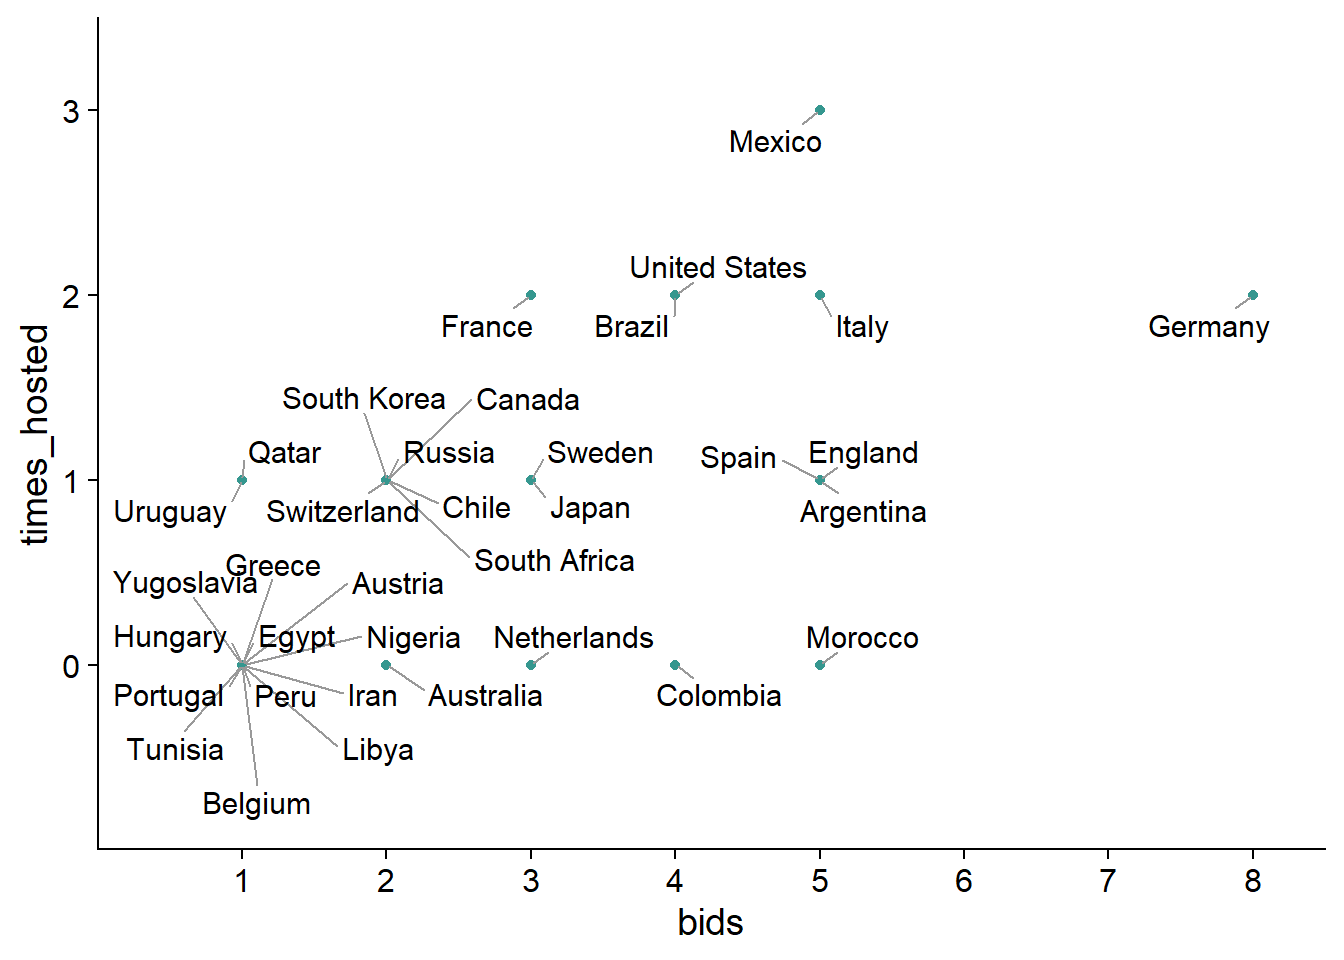 3
Mexico
United States
2
France
Brazil
Italy
Germany
South Korea
Canada
Qatar
Russia
Sweden
Spain
England
1
Uruguay
Switzerland
Chile
Japan
Argentina
times_hosted
Greece
South Africa
Yugoslavia
Austria
Hungary
Egypt
Nigeria
Netherlands
Morocco
0
Portugal
Peru
Iran
Australia
Colombia
Tunisia
Libya
Belgium
1 2 3 4 5 6 7 8
bids